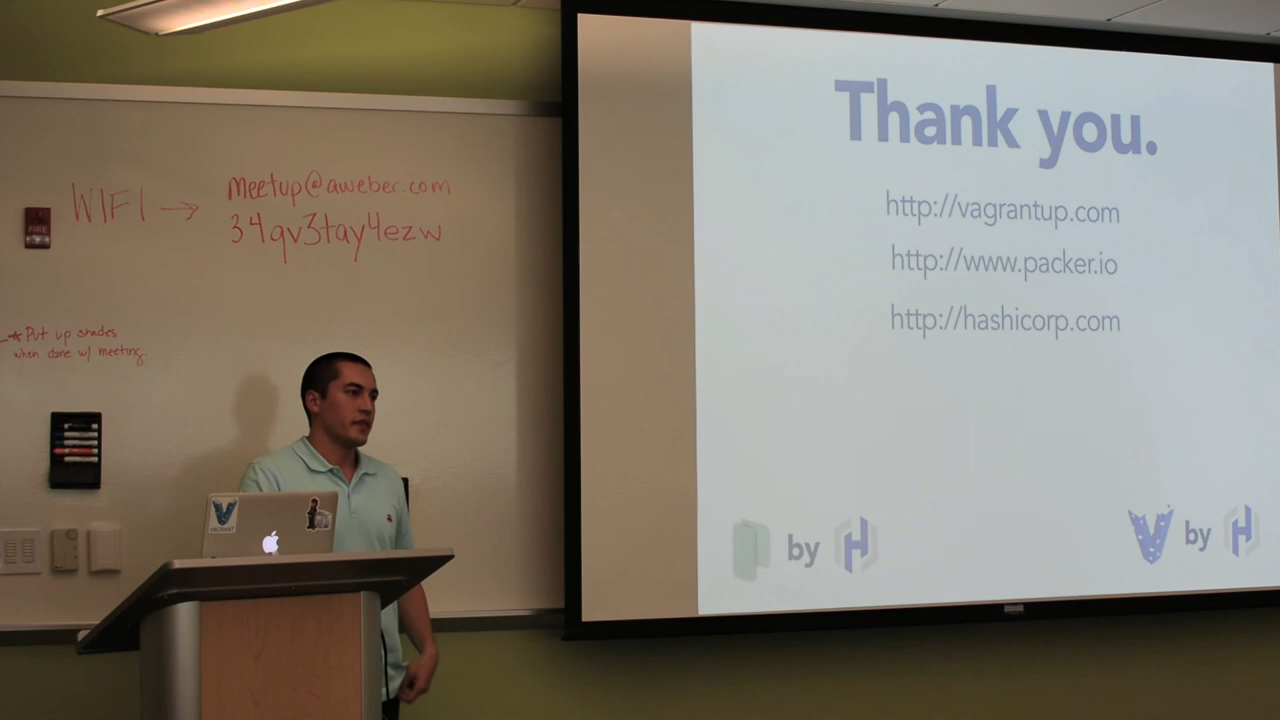 FIRE
WIFI → meetup@aweber.com
34qv3tay4ezw
Put up shades
when done w/ meeting.
VAGRANT
Thank you.
http://vagrantup.com
http://www.packer.io
http://hashicorp.com
by H
V by H